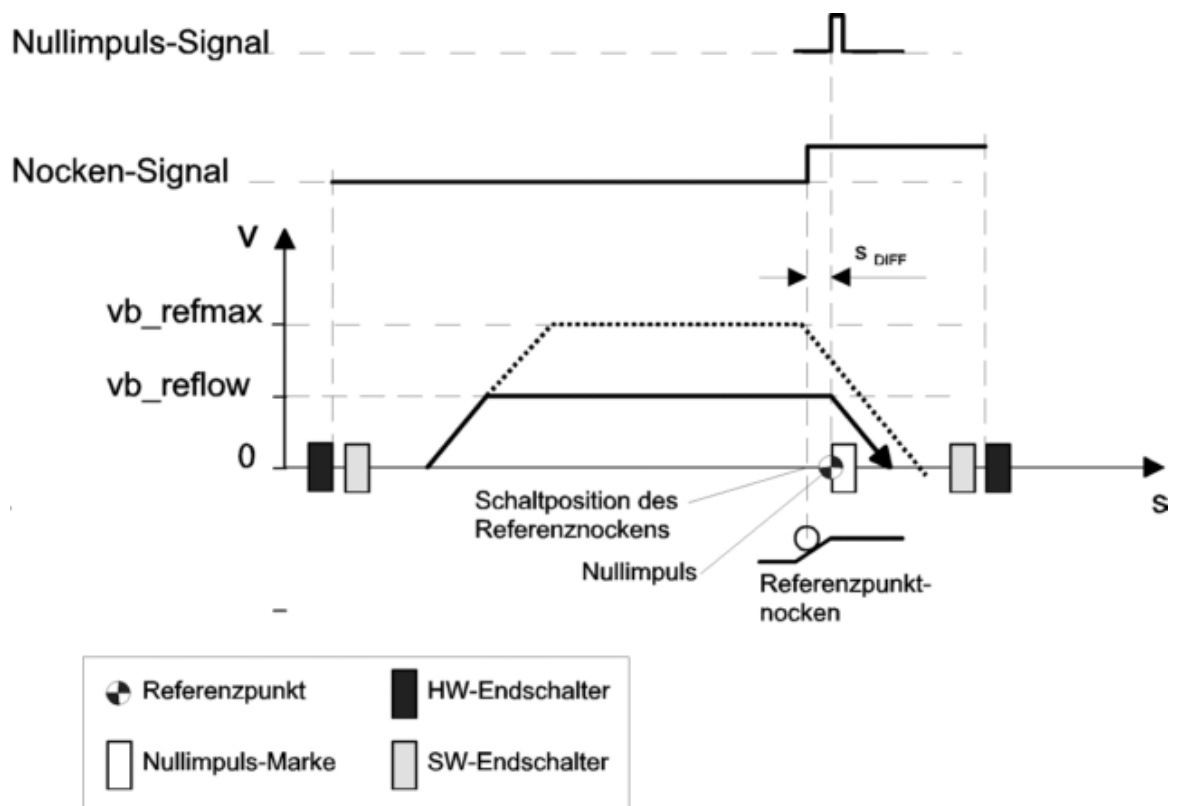 Nullimpuls-Signal
Nocken-Signal
V
s DIFF
vb_refmax
vb_reflow
0
s
Schaltposition des
Referenznockens
Nullimpuls
Referenzpunkt-
nocken
Referenzpunkt
HW-Endschalter
Nullimpuls-Marke
SW-Endschalter